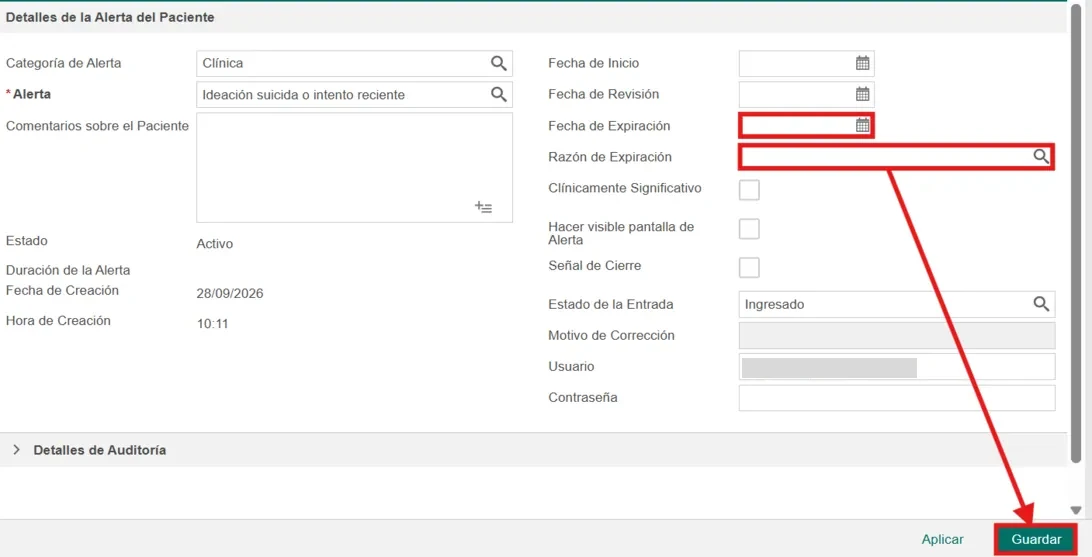 Detalles de la Alerta del Paciente
Categoría de Alerta
Clínica
* Alerta
Ideación suicida o intento reciente
Comentarios sobre el Paciente
Estado
Activo
Duración de la Alerta
Fecha de Creación
28/09/2026
Hora de Creación
10:11
Fecha de Inicio
Fecha de Revisión
Fecha de Expiración
Razón de Expiración
Clínicamente Significativo
Hacer visible pantalla de
Alerta
Señal de Cierre
Estado de la Entrada
Ingresado
Motivo de Corrección
Usuario
Contraseña
Detalles de Auditoría
Aplicar
Guardar